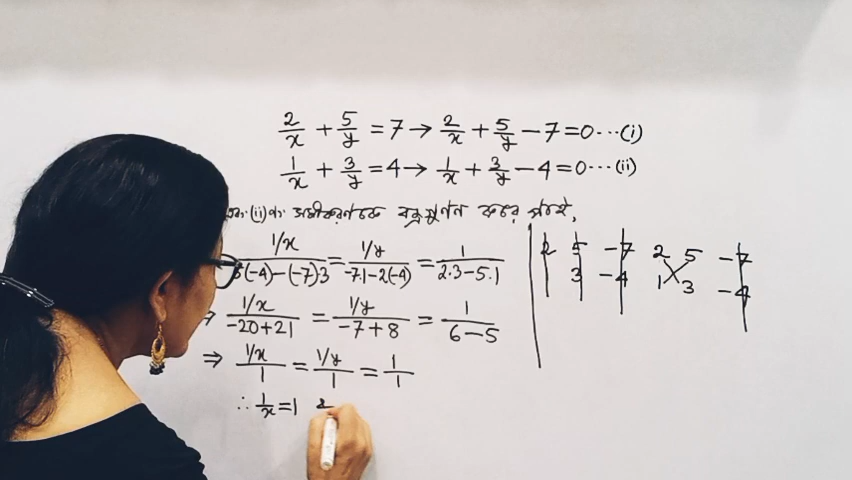 2/x + 5/y = 7 → 2/x + 5/y − 7 = 0 ⋯ (i)
1/x + 3/y = 4 → 1/x + 3/y − 4 = 0 ⋯ (ii)
(ii) নং সমীকরণকে বজ্রগুণন করে পাই,
(1/x)/(5(-4)−(−7)3) = (1/y)/(-7.1−2(-4)) = 1/(2.3−5.1)
⇒ (1/x)/(−20+21) = (1/y)/(−7+8) = 1/(6−5)
⇒ (1/x)/1 = (1/y)/1 = 1/1
∴ 1/x = 1
2 5 −7 2 5 −7
3 −4 1 3 −4